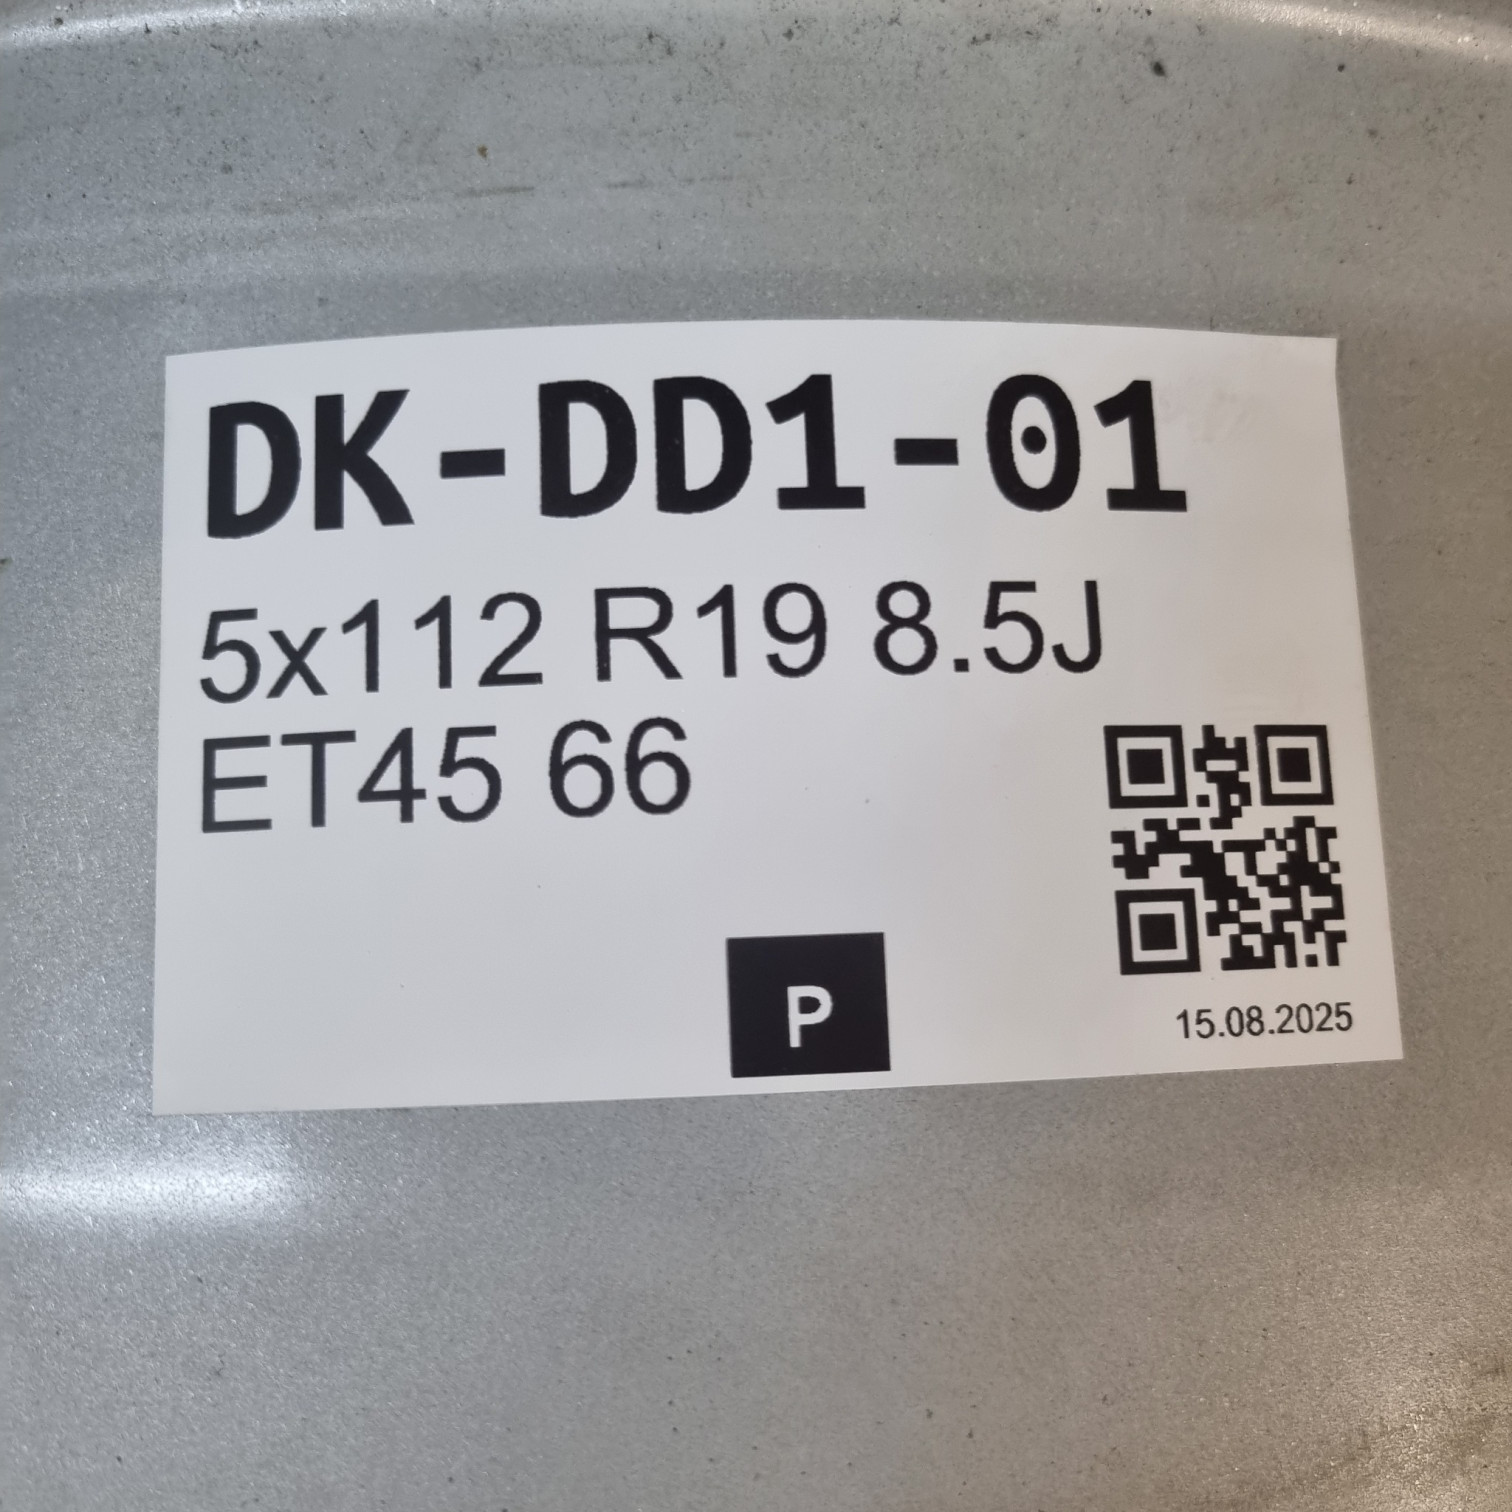 DK-DD1-01
5x112 R19 8.5J
ET45 66
P
15.08.2025